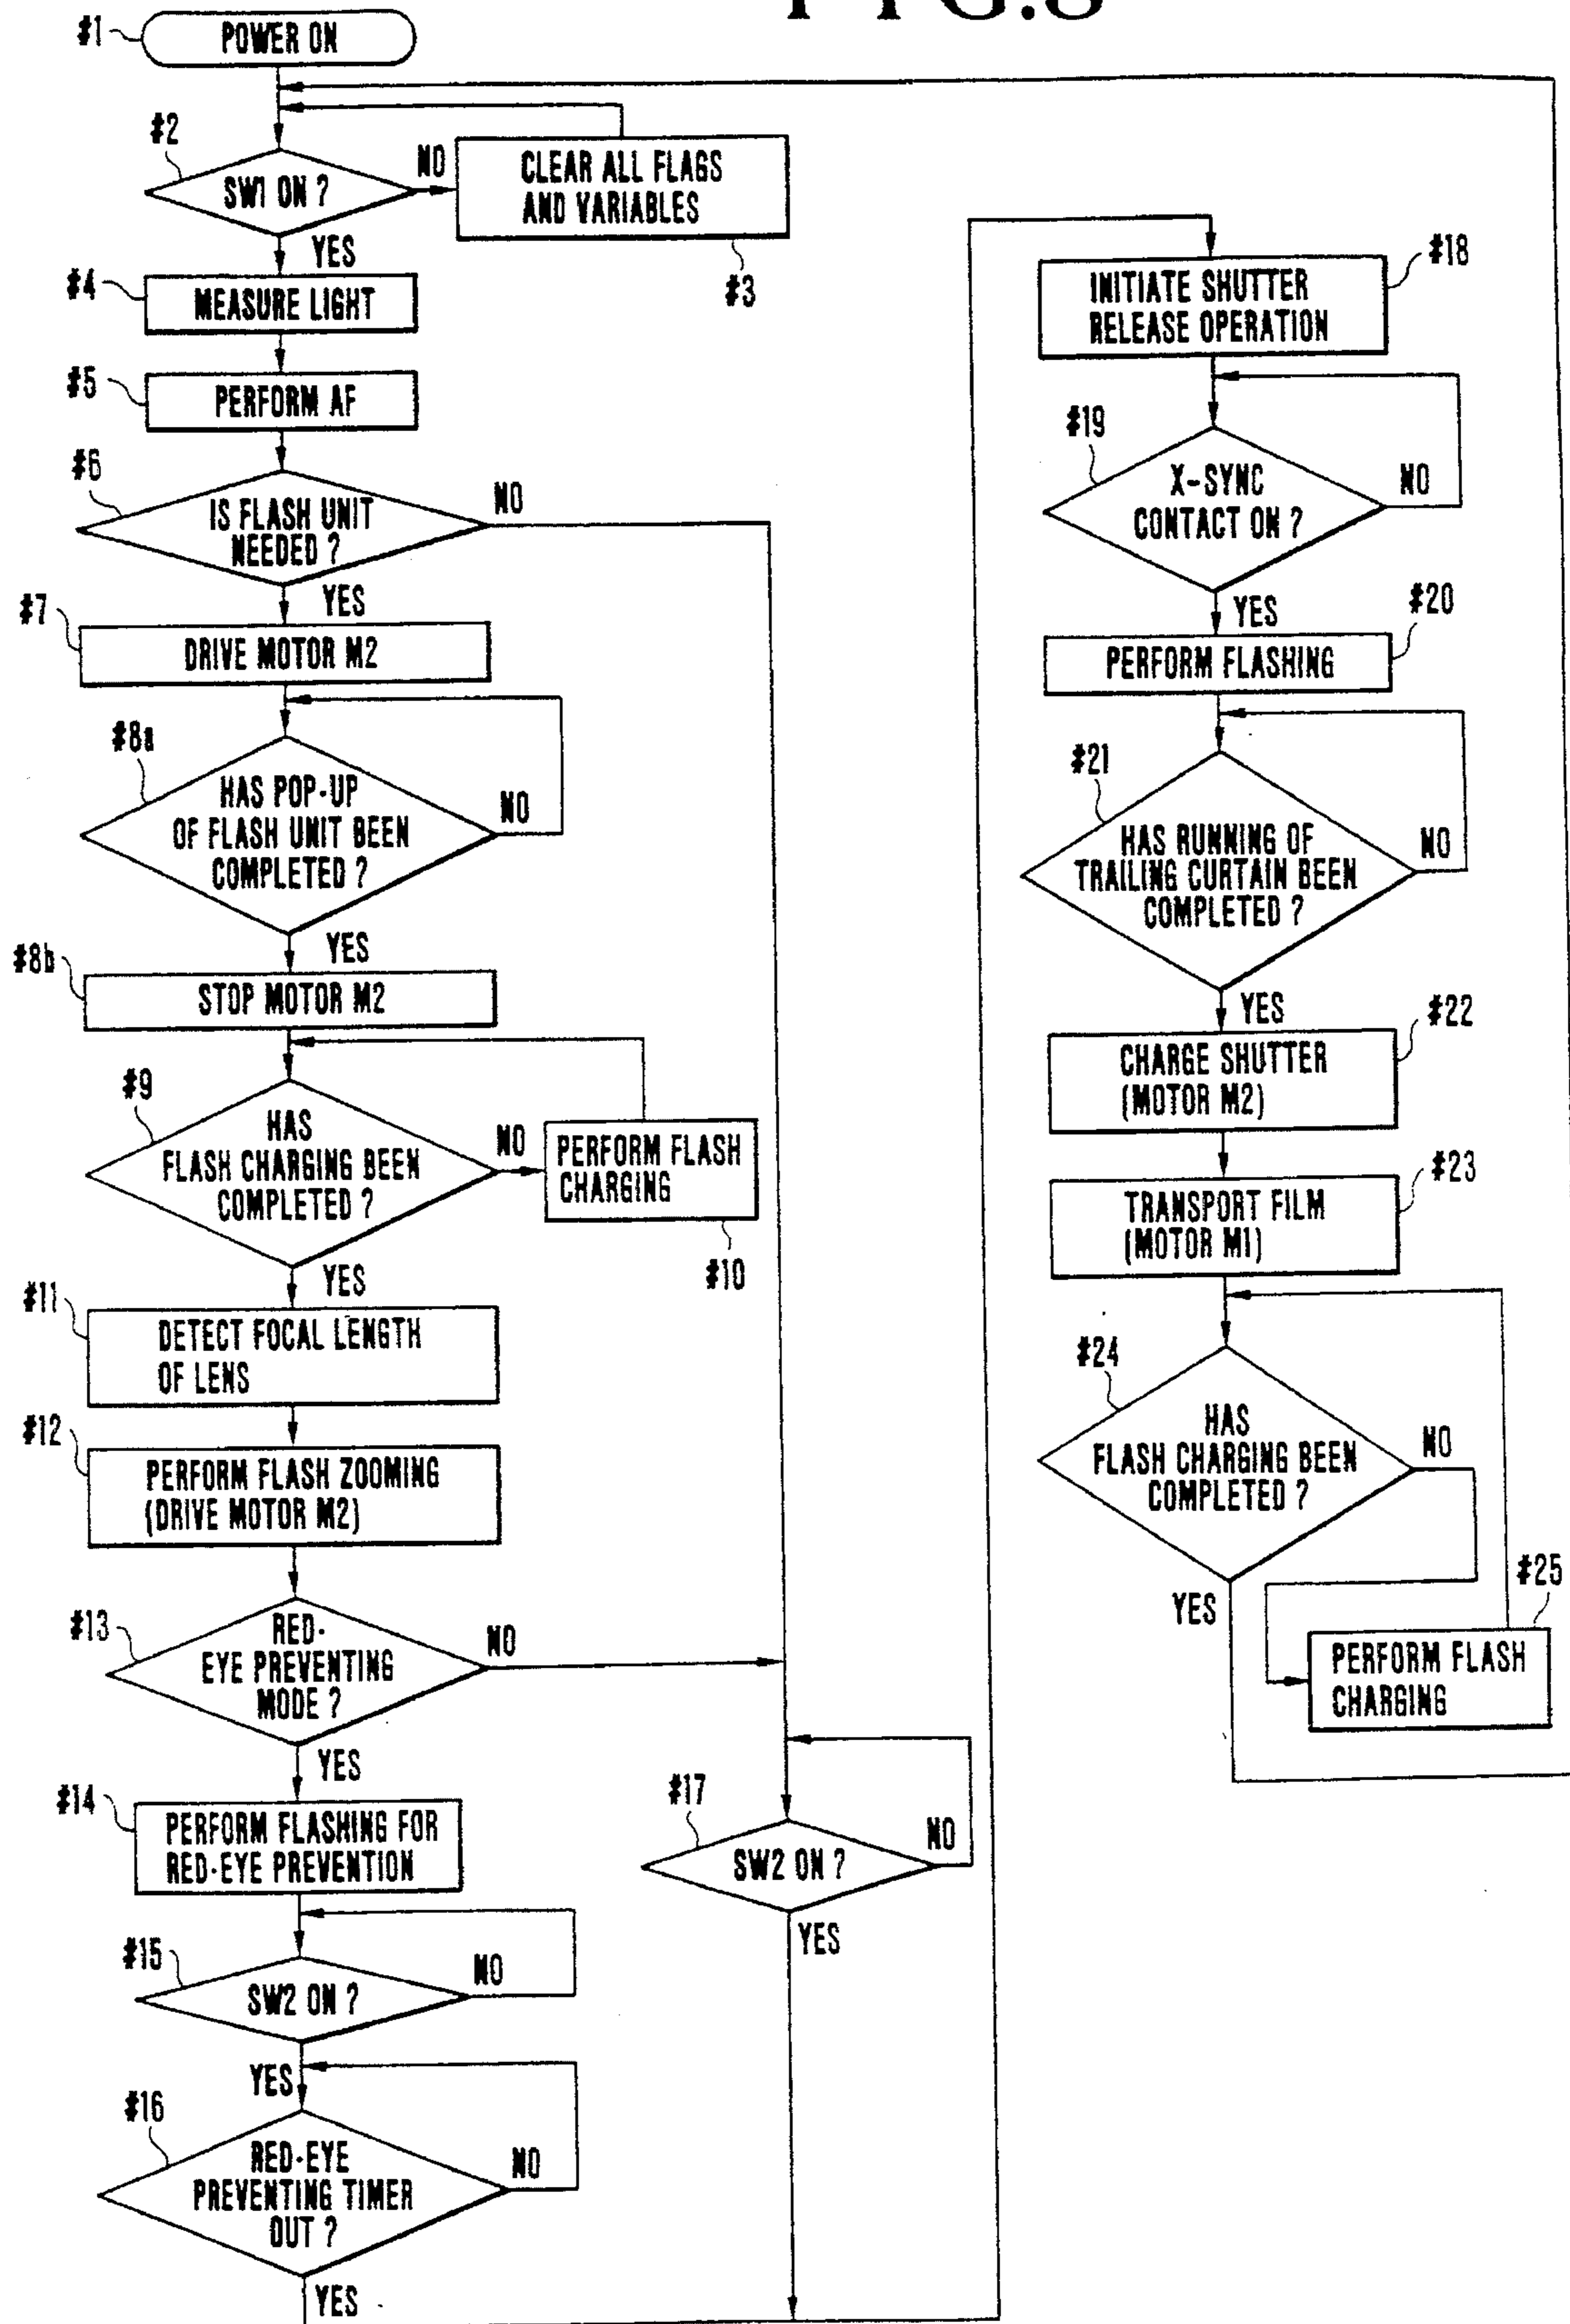 FIG.8
#1
POWER ON
#2
SW1 ON ?
NO
CLEAR ALL FLAGS
AND VARIABLES
#3
YES
#4
MEASURE LIGHT
#5
PERFORM AF
#6
IS FLASH UNIT
NEEDED ?
NO
YES
#7
DRIVE MOTOR M2
#8a
HAS POP-UP
OF FLASH UNIT BEEN
COMPLETED ?
NO
YES
#8b
STOP MOTOR M2
#9
HAS
FLASH CHARGING BEEN
COMPLETED ?
NO
PERFORM FLASH
CHARGING
#10
YES
#11
DETECT FOCAL LENGTH
OF LENS
#12
PERFORM FLASH ZOOMING
(DRIVE MOTOR M2)
#13
RED-
EYE PREVENTING
MODE ?
NO
YES
#14
PERFORM FLASHING FOR
RED-EYE PREVENTION
#15
SW2 ON ?
NO
YES
#16
RED-EYE
PREVENTING TIMER
OUT ?
NO
YES
#17
SW2 ON ?
NO
YES
#18
INITIATE SHUTTER
RELEASE OPERATION
#19
X-SYNC
CONTACT ON ?
NO
YES
#20
PERFORM FLASHING
#21
HAS RUNNING OF
TRAILING CURTAIN BEEN
COMPLETED ?
NO
YES
#22
CHARGE SHUTTER
(MOTOR M2)
#23
TRANSPORT FILM
(MOTOR M1)
#24
HAS
FLASH CHARGING BEEN
COMPLETED ?
NO
YES
#25
PERFORM FLASH
CHARGING